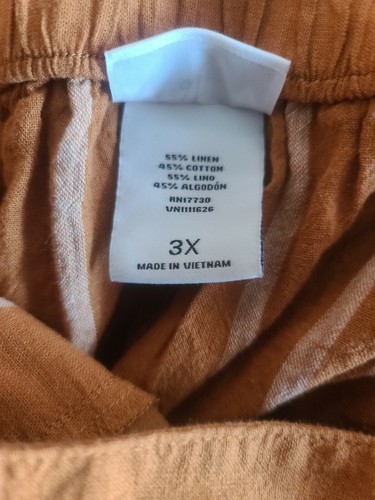 55% LINEN
45% COTTON
55% LINO
45% ALGODÓN
RN17730
VN1111626
3X
MADE IN VIETNAM